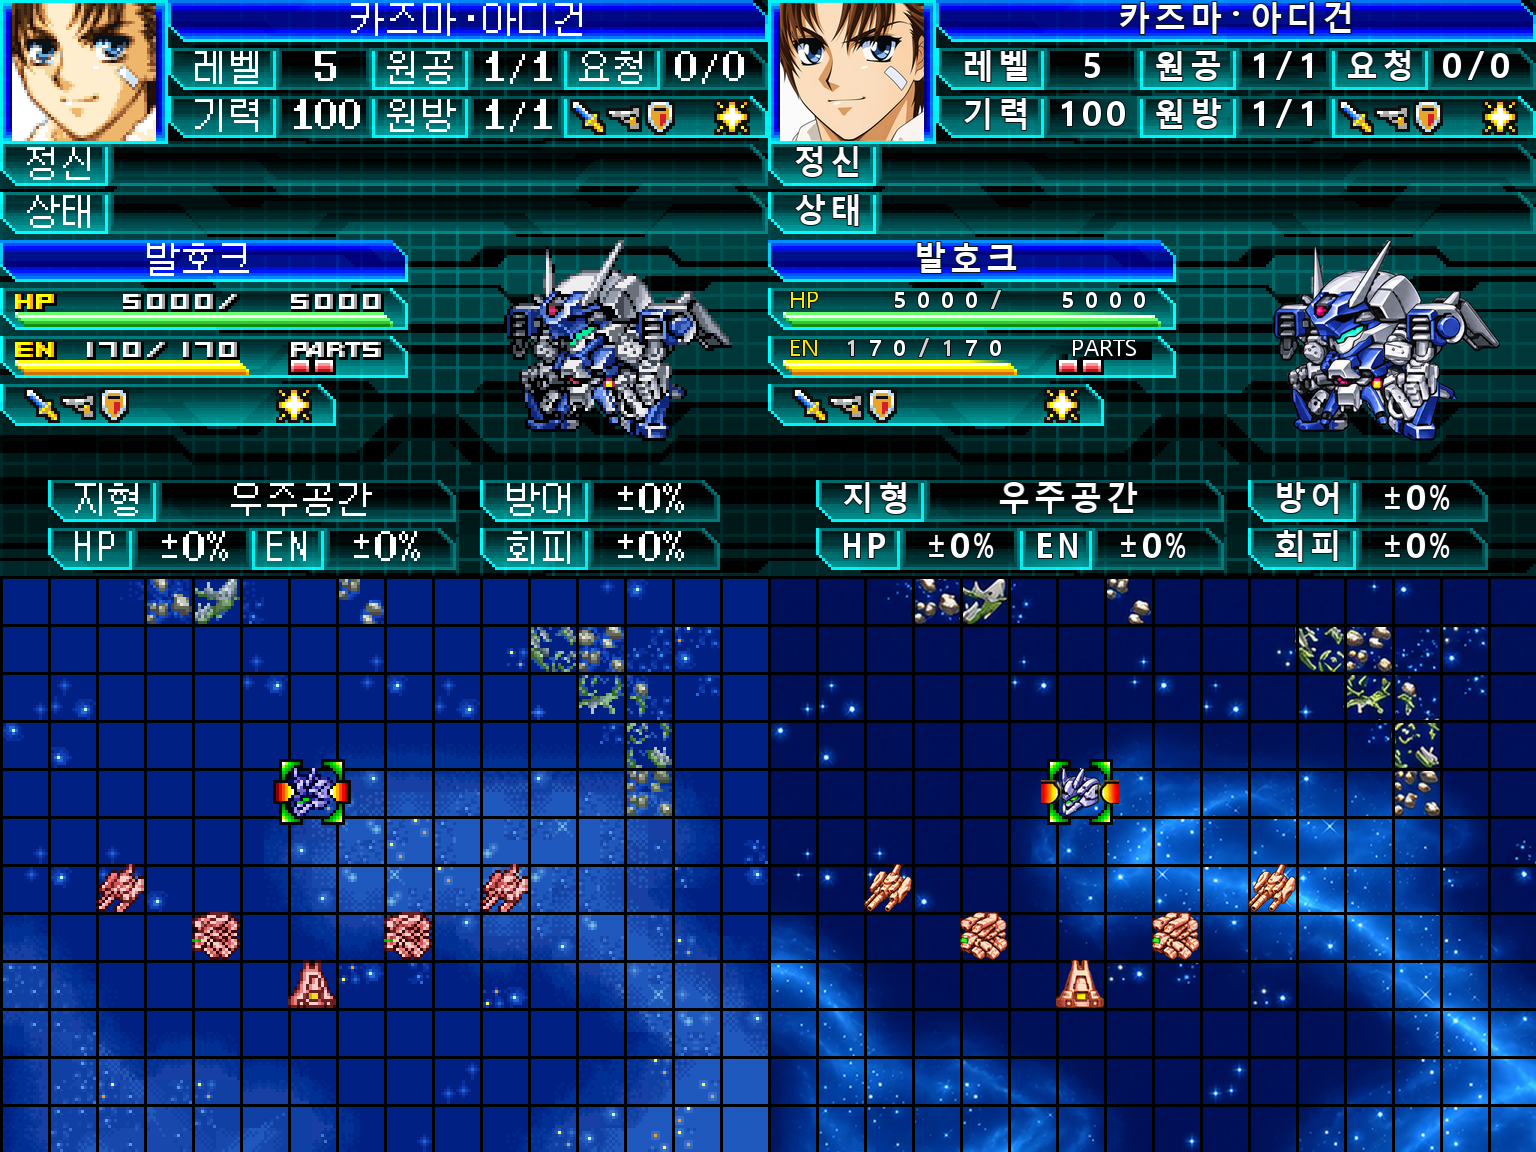 카즈마·아디건
레벨 5 원공 1/1 요청 0/0
기력 100 원방 1/1
정신
상태
발호크
HP 5000/ 5000
EN 170/170 PARTS
지형 우주공간 방어 ±0%
HP ±0% EN ±0% 회피 ±0%
카즈마·아디건
레벨 5 원공 1/1 요청 0/0
기력 100 원방 1/1
정신
상태
발호크
HP 5000/ 5000
EN 170/170 PARTS
지형 우주공간 방어 ±0%
HP ±0% EN ±0% 회피 ±0%